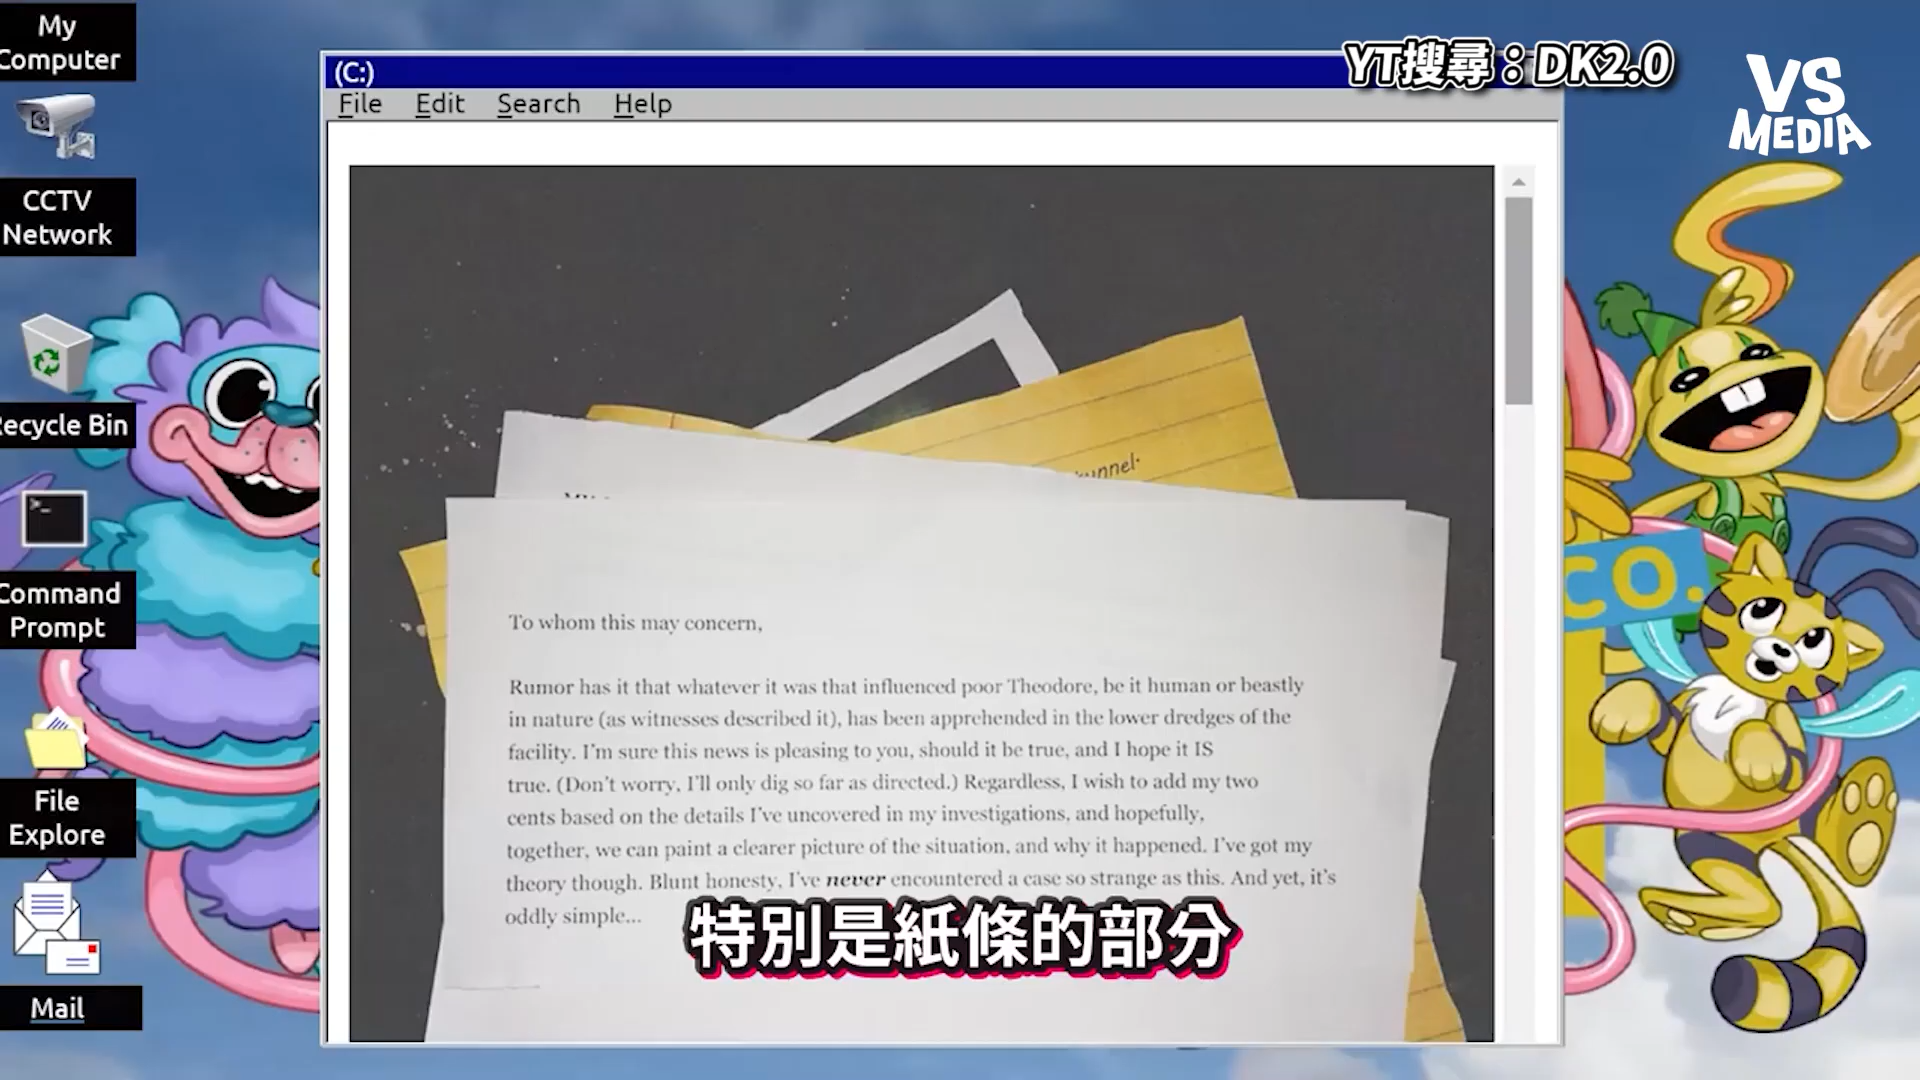 My
Computer
CCTV
Network
Recycle Bin
Command
Prompt
File
Explore
Mail
(C:)
File Edit Search Help
YT搜尋：DK2.0
VS
MEDIA
To whom this may concern,
Rumor has it that whatever it was that influenced poor Theodore, be it human or beastly
in nature (as witnesses described it), has been apprehended in the lower dredges of the
facility. I'm sure this news is pleasing to you, should it be true, and I hope it IS
true. (Don't worry, I'll only dig so far as directed.) Regardless, I wish to add my two
cents based on the details I've uncovered in my investigations, and hopefully,
together, we can paint a clearer picture of the situation, and why it happened. I've got my
theory though. Blunt honesty, I've never encountered a case so strange as this. And yet, it's
oddly simple...
特別是紙條的部分
CO.